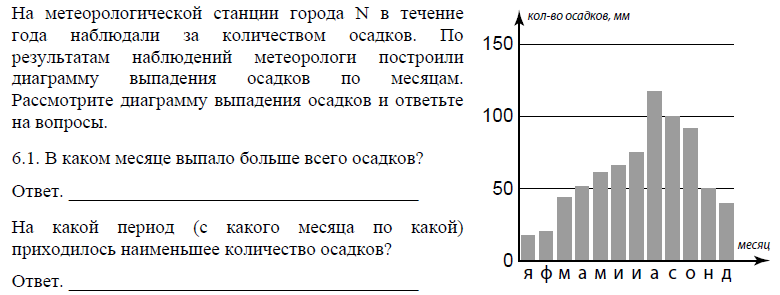 На метеорологической станции города N в течение
года наблюдали за количеством осадков. По
результатам наблюдений метеорологи построили
диаграмму выпадения осадков по месяцам.
Рассмотрите диаграмму выпадения осадков и ответьте
на вопросы.
6.1. В каком месяце выпало больше всего осадков?
Ответ.
На какой период (с какого месяца по какой)
приходилось наименьшее количество осадков?
Ответ.
кол-во осадков, мм
150
100
50
0
месяц
я ф м а м и и а с о н д